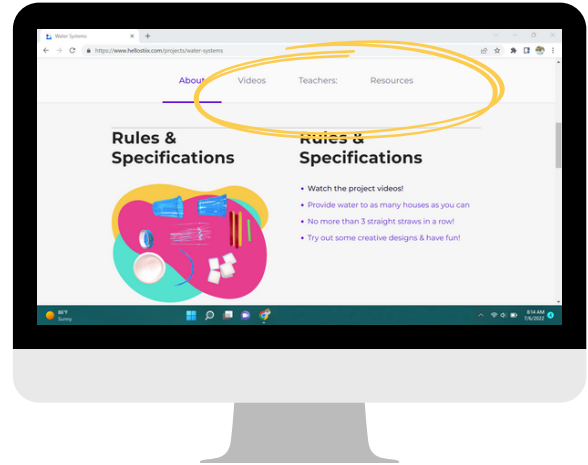 Water Systems
https://www.hellostiix.com/projects/water-systems
About Videos Teachers: Resources
Rules &
Specifications
Rules &
Specifications
• Watch the project videos!
• Provide water to as many houses as you can
• No more than 3 straight straws in a row!
• Try out some creative designs & have fun!
88°F
Sunny
8:14 AM
7/6/2022